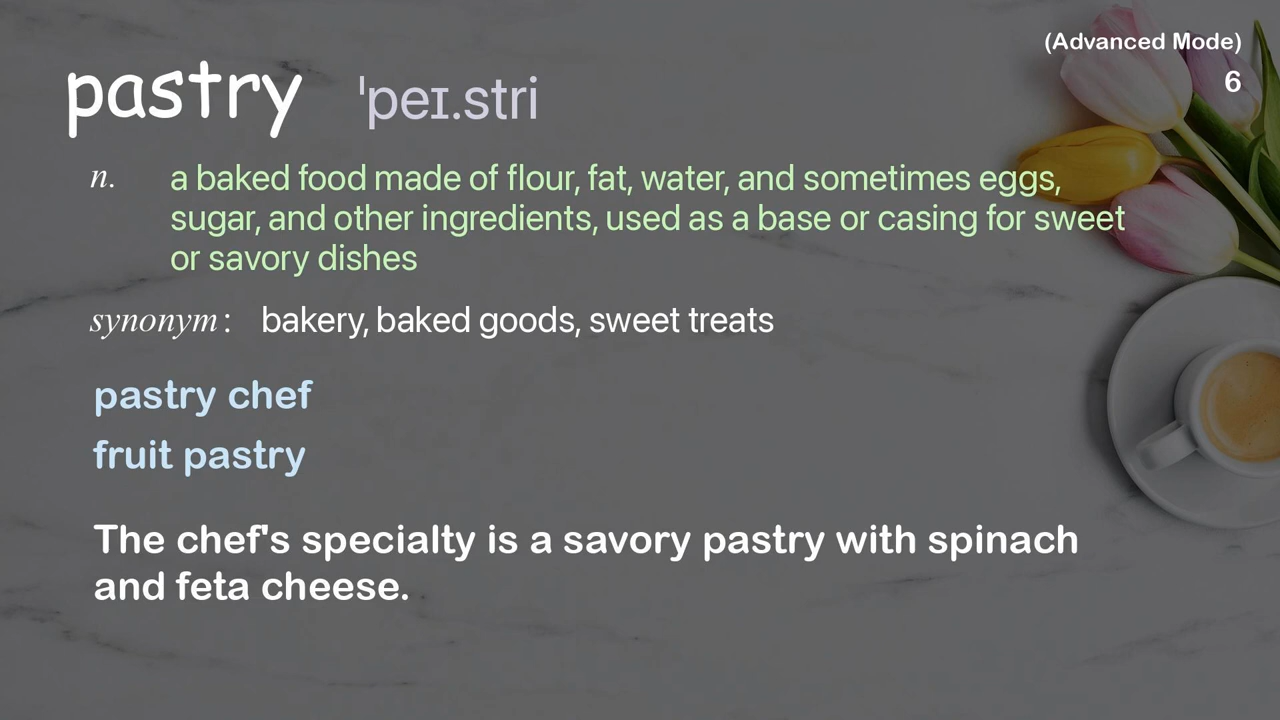 (Advanced Mode)
pastry ˈpeɪ.stri
6
n. a baked food made of flour, fat, water, and sometimes eggs,
sugar, and other ingredients, used as a base or casing for sweet
or savory dishes
synonym : bakery, baked goods, sweet treats
pastry chef
fruit pastry
The chef's specialty is a savory pastry with spinach
and feta cheese.